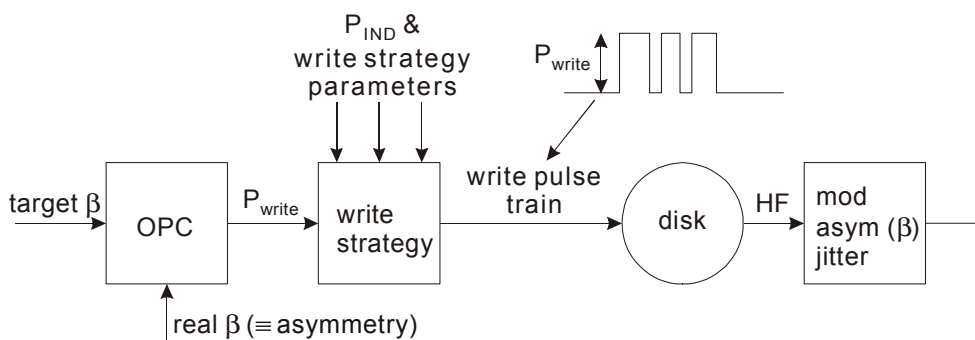 P_IND &
write strategy
parameters
P_write
target β
OPC
P_write
write
strategy
write pulse
train
disk
HF
mod
asym (β)
jitter
real β (≡ asymmetry)